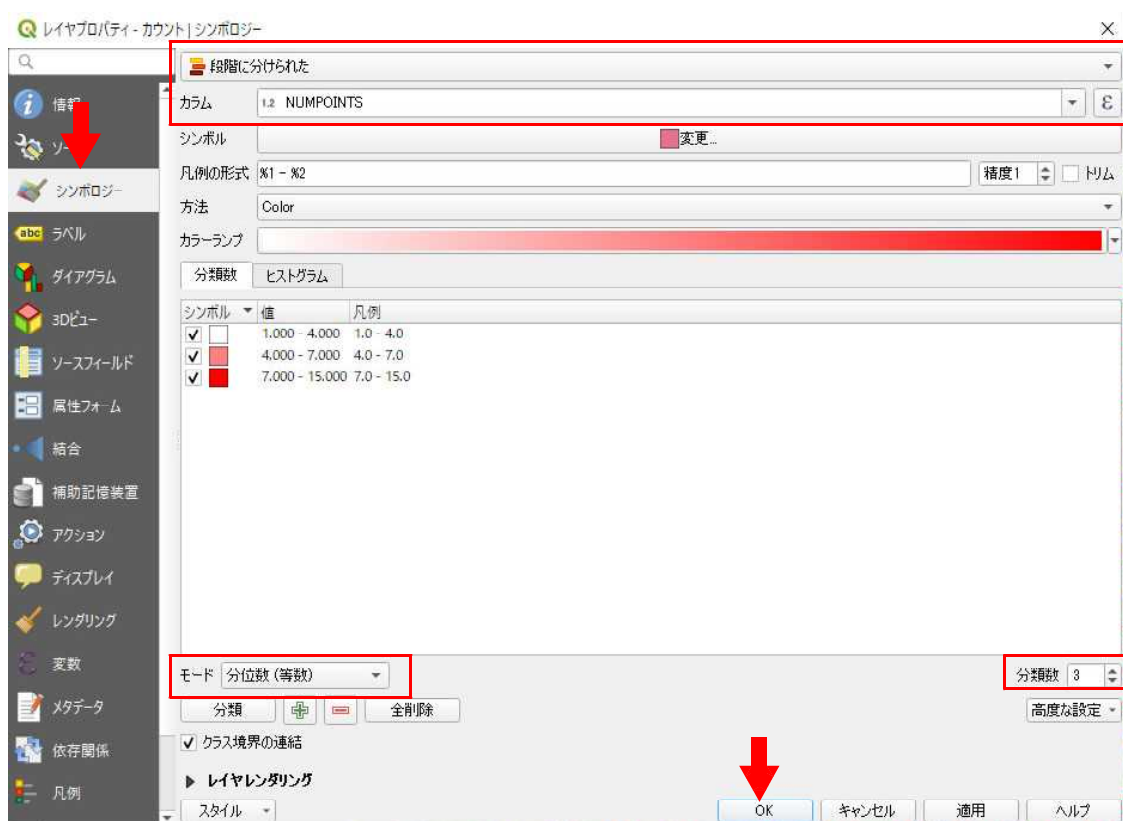 レイヤプロパティ - カウント | シンボロジー
段階に分けられた
情報
カラム 1.2 NUMPOINTS ε
ソー
シンボル 変更...
シンボロジー
凡例の形式 %1 - %2 精度1 トリム
方法 Color
abc ラベル
カラーランプ
ダイアグラム
分類数 ヒストグラム
3Dビュー
シンボル 値 凡例
1.000 - 4.000 1.0 - 4.0
4.000 - 7.000 4.0 - 7.0
7.000 - 15.000 7.0 - 15.0
ソースフィールド
属性フォーム
結合
補助記憶装置
アクション
ディスプレイ
レンダリング
変数
モード 分位数 (等数) 分類数 3
メタデータ
分類 全削除 高度な設定
依存関係
クラス境界の連結
レイヤレンダリング
凡例
スタイル OK キャンセル 適用 ヘルプ